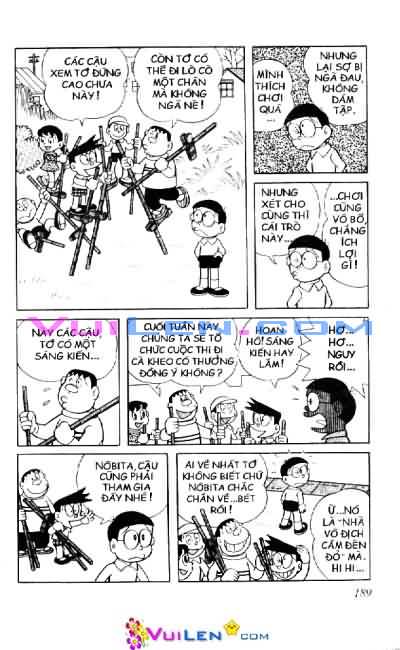 CÁC CẬU
XEM TỚ ĐỨNG
CAO CHƯA
NÀY!
CÒN TỚ CÓ
THỂ ĐI LÒ CÒ
MỘT CHÂN
MÀ KHÔNG
NGÃ NÈ!
NHƯNG
LẠI SỢ BỊ
NGÃ ĐAU,
KHÔNG
DÁM
TẬP.
MÌNH
THÍCH
CHƠI
QUÁ
...
NHƯNG
XÉT CHO
CÙNG THÌ
CÁI TRÒ
NÀY...
...CHƠI
CŨNG
VÔ BỔ,
CHẲNG
ÍCH
LỢI
GÌ!
VUILEN.COM
NÀY CÁC CẬU,
TỚ CÓ MỘT
SÁNG KIẾN...
CUỐI TUẦN NAY
CHÚNG TA SẼ TỔ
CHỨC CUỘC THI ĐI
CÀ KHEO CÓ THƯỞNG
ĐỒNG Ý KHÔNG?
HOAN
HÔ! SÁNG
KIẾN HAY
LẮM!
HƠ...
HƠ...
NGUY
RỒI...
NÔBITA, CẬU
CŨNG PHẢI
THAM GIA
ĐẤY NHÉ!
AI VỀ NHẤT TỚ
KHÔNG BIẾT CHỨ
NÔBITA CHẮC
CHẮN VỀ...BÉT
RỒI!
Ừ...NÓ
LÀ "NHÀ
VÔ ĐỊCH
CẦM ĐÈN
ĐỎ" MÀ.
HI HI...
189
VUILEN.COM